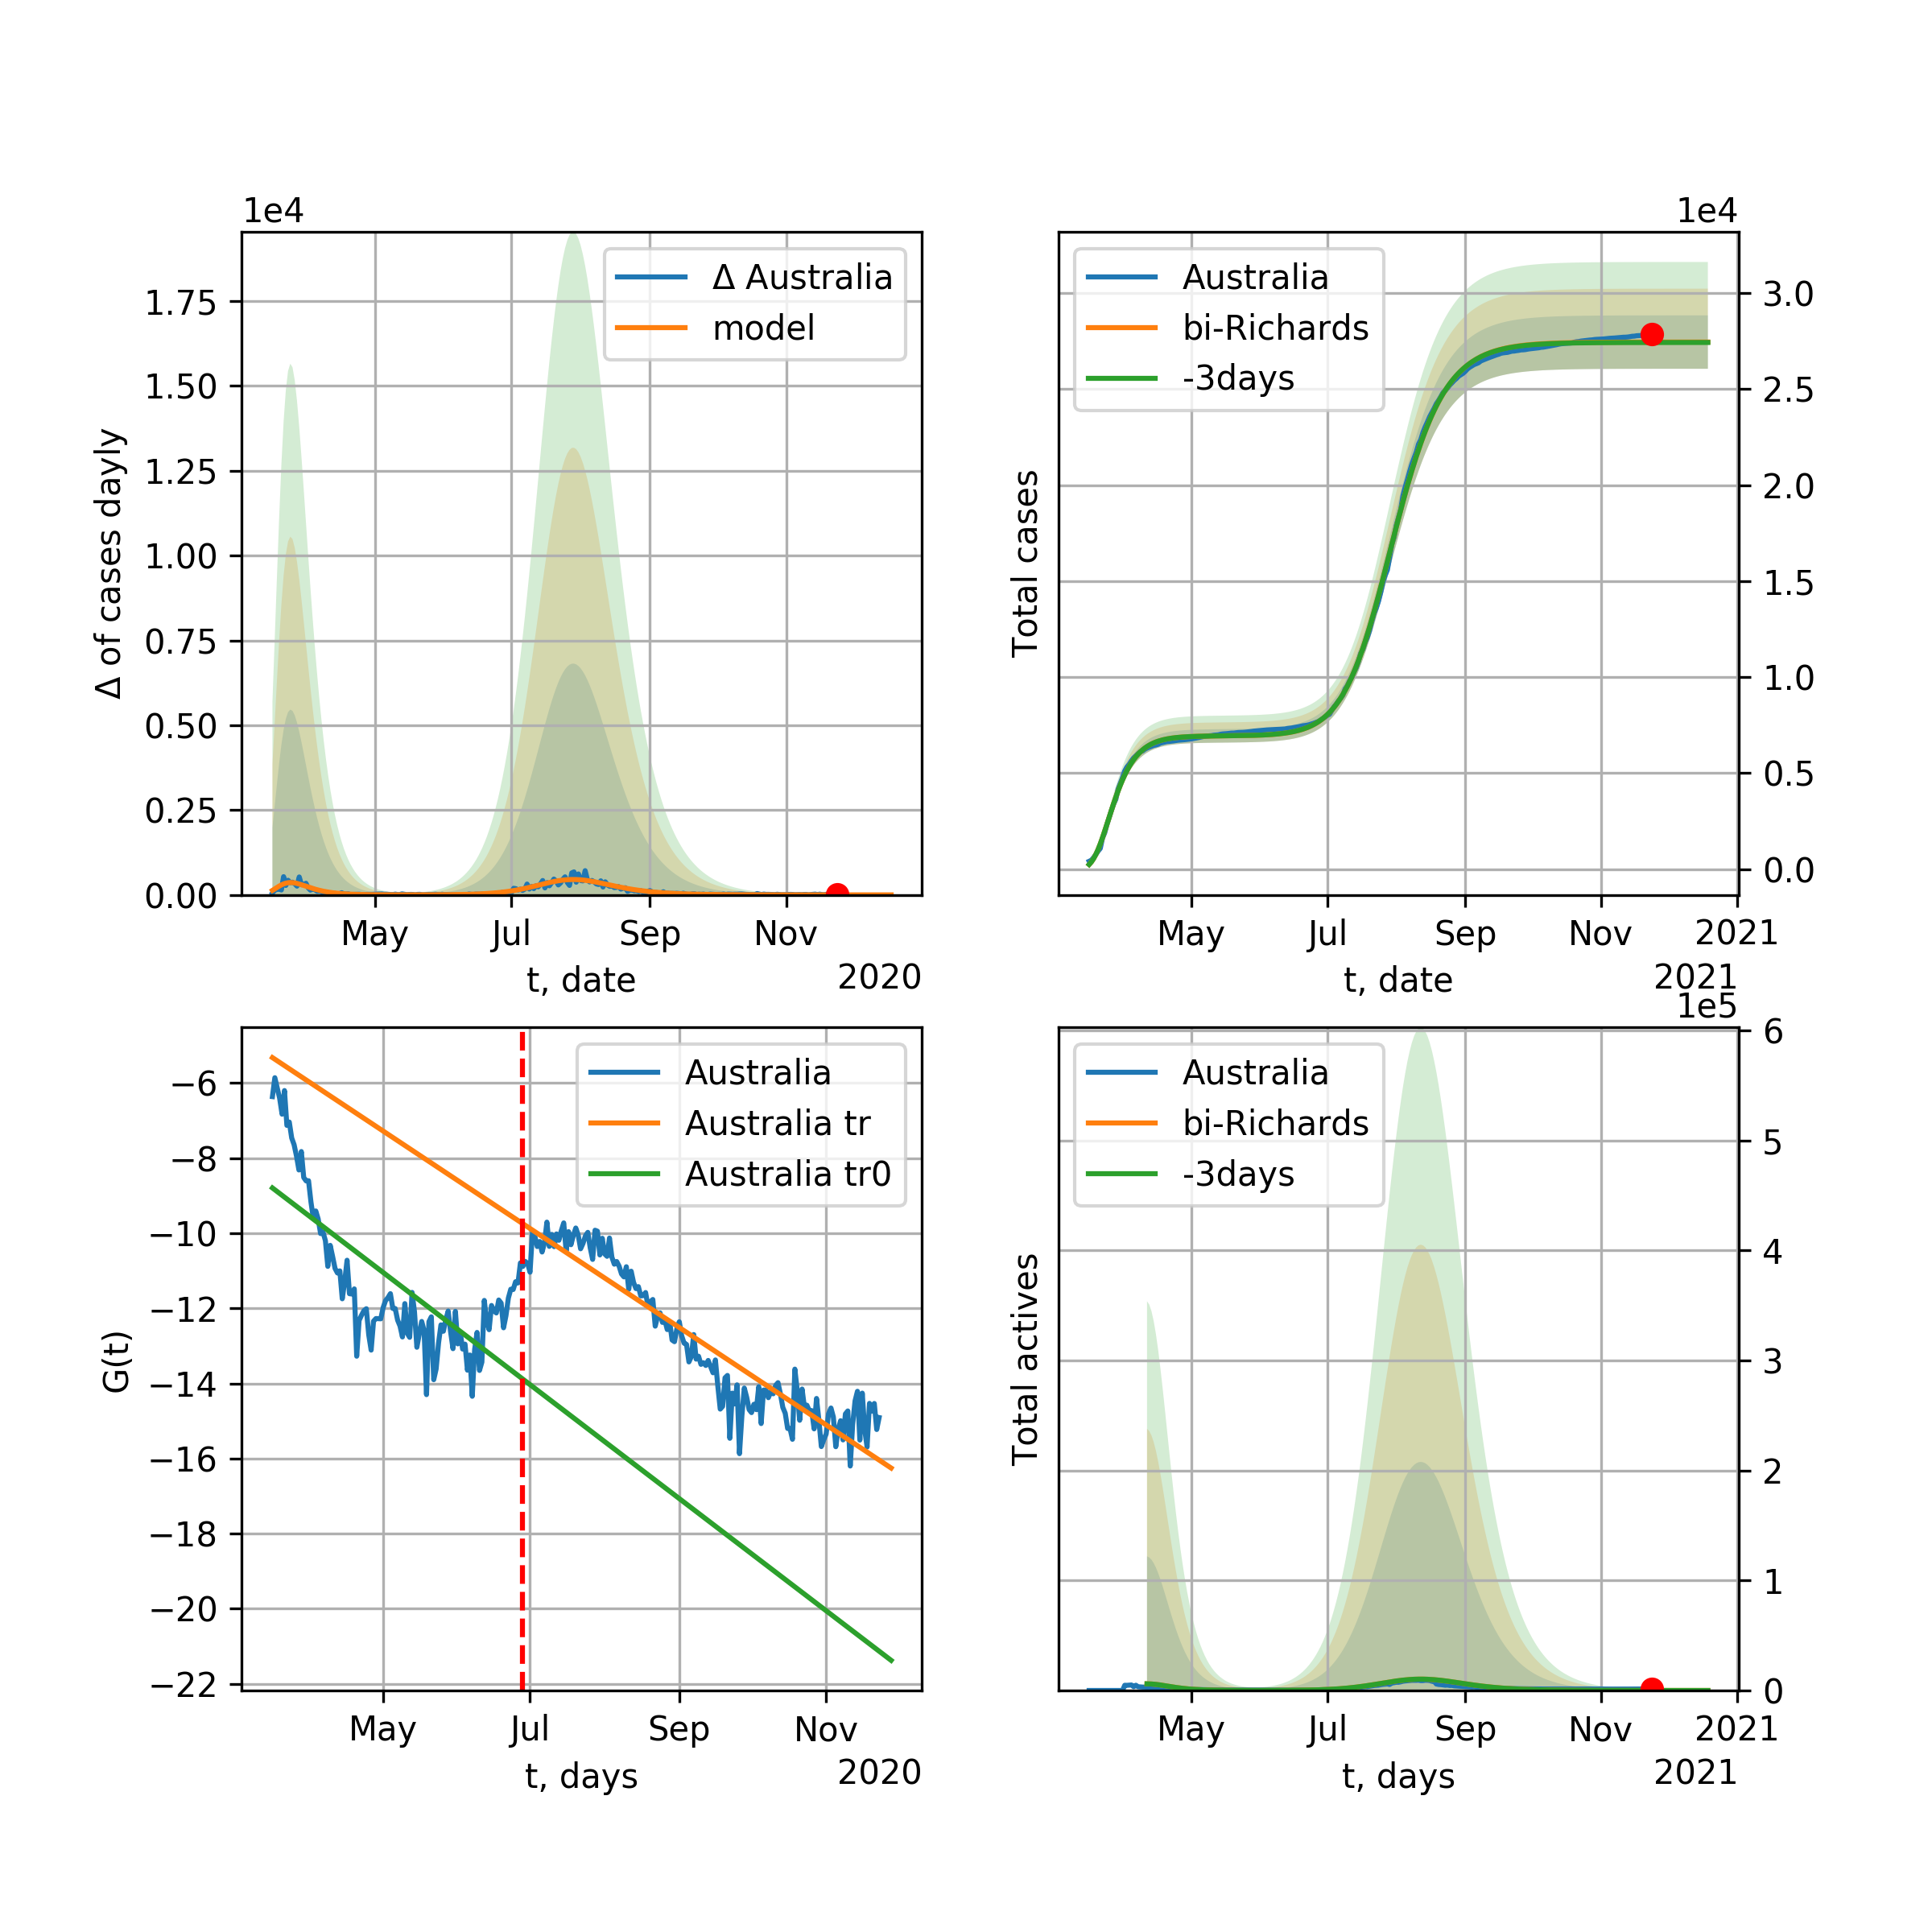 1e4
Δ of cases dayly
1.75
1.50
1.25
1.00
0.75
0.50
0.25
0.00
Δ Australia
model
May Jul Sep Nov
t, date
2020
1e4
Total cases
Australia
bi-Richards
-3days
3.0
2.5
2.0
1.5
1.0
0.5
0.0
May Jul Sep Nov 2021
t, date
2021
G(t)
−6
−8
−10
−12
−14
−16
−18
−20
−22
Australia
Australia tr
Australia tr0
May Jul Sep Nov
t, days
2020
1e5
Total actives
Australia
bi-Richards
-3days
6
5
4
3
2
1
0
May Jul Sep Nov 2021
t, days
2021